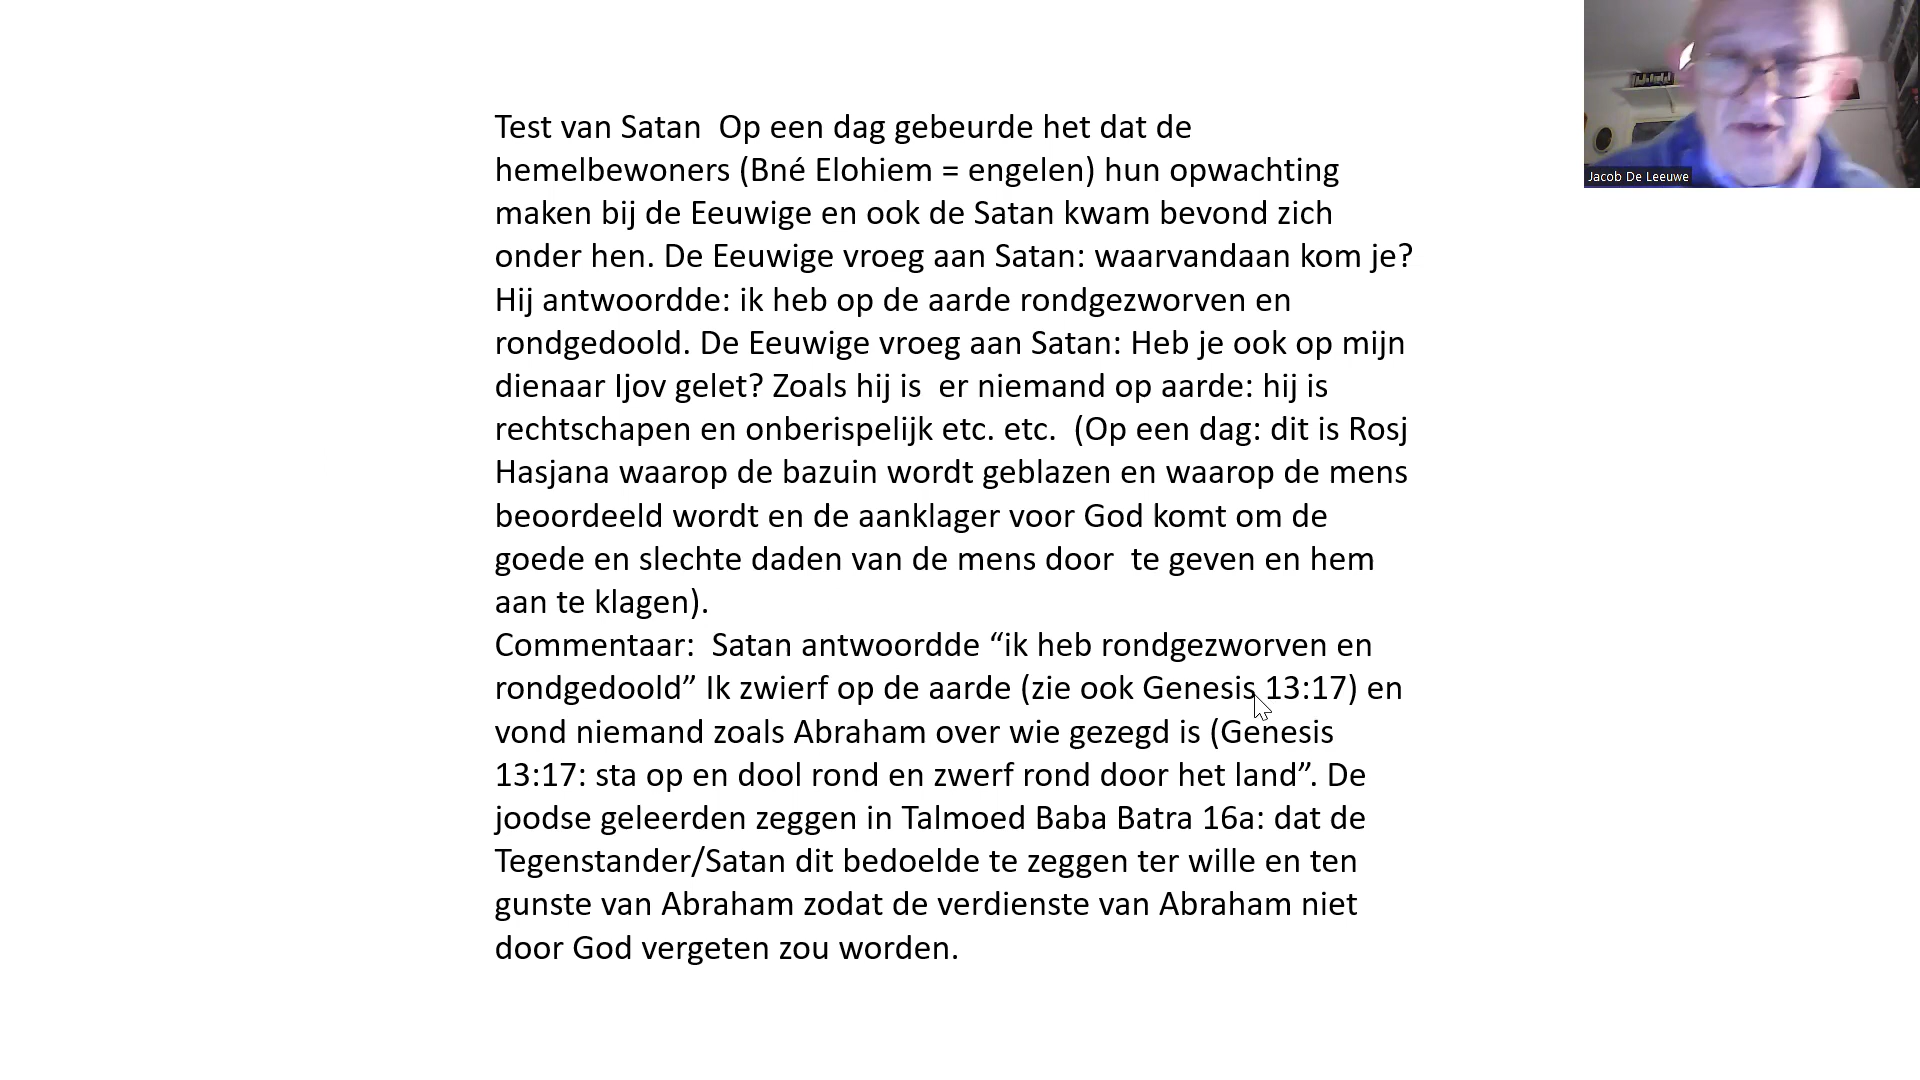 Test van Satan  Op een dag gebeurde het dat de
hemelbewoners (Bné Elohiem = engelen) hun opwachting
maken bij de Eeuwige en ook de Satan kwam bevond zich
onder hen. De Eeuwige vroeg aan Satan: waarvandaan kom je?
Hij antwoordde: ik heb op de aarde rondgezworven en
rondgedoold. De Eeuwige vroeg aan Satan: Heb je ook op mijn
dienaar Ijov gelet? Zoals hij is  er niemand op aarde: hij is
rechtschapen en onberispelijk etc. etc.  (Op een dag: dit is Rosj
Hasjana waarop de bazuin wordt geblazen en waarop de mens
beoordeeld wordt en de aanklager voor God komt om de
goede en slechte daden van de mens door  te geven en hem
aan te klagen).
Commentaar:  Satan antwoordde “ik heb rondgezworven en
rondgedoold” Ik zwierf op de aarde (zie ook Genesis 13:17) en
vond niemand zoals Abraham over wie gezegd is (Genesis
13:17: sta op en dool rond en zwerf rond door het land”. De
joodse geleerden zeggen in Talmoed Baba Batra 16a: dat de
Tegenstander/Satan dit bedoelde te zeggen ter wille en ten
gunste van Abraham zodat de verdienste van Abraham niet
door God vergeten zou worden.
Jacob De Leeuwe